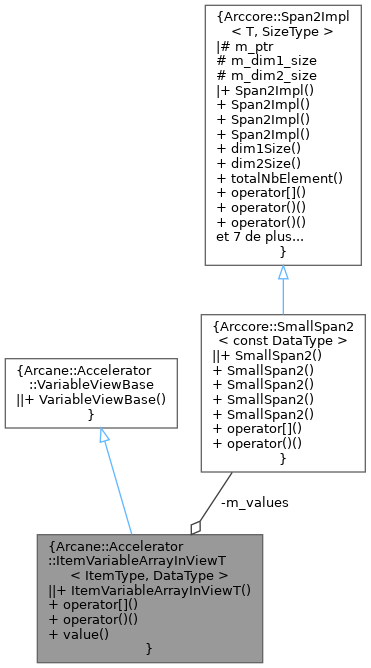 {Arccore::Span2Impl
< T, SizeType >
|# m_ptr
# m_dim1_size
# m_dim2_size
|+ Span2Impl()
+ Span2Impl()
+ Span2Impl()
+ Span2Impl()
+ dim1Size()
+ dim2Size()
+ totalNbElement()
+ operator[]()
+ operator()()
+ operator()()
et 7 de plus...
}
{Arccore::SmallSpan2
< const DataType >
||+ SmallSpan2()
+ SmallSpan2()
+ SmallSpan2()
+ SmallSpan2()
+ SmallSpan2()
+ operator[]()
+ operator()()
}
{Arcane::Accelerator
::VariableViewBase
||+ VariableViewBase()
}
-m_values
{Arcane::Accelerator
::ItemVariableArrayInViewT
< ItemType, DataType >
||+ ItemVariableArrayInViewT()
+ operator[]()
+ operator()()
+ value()
}